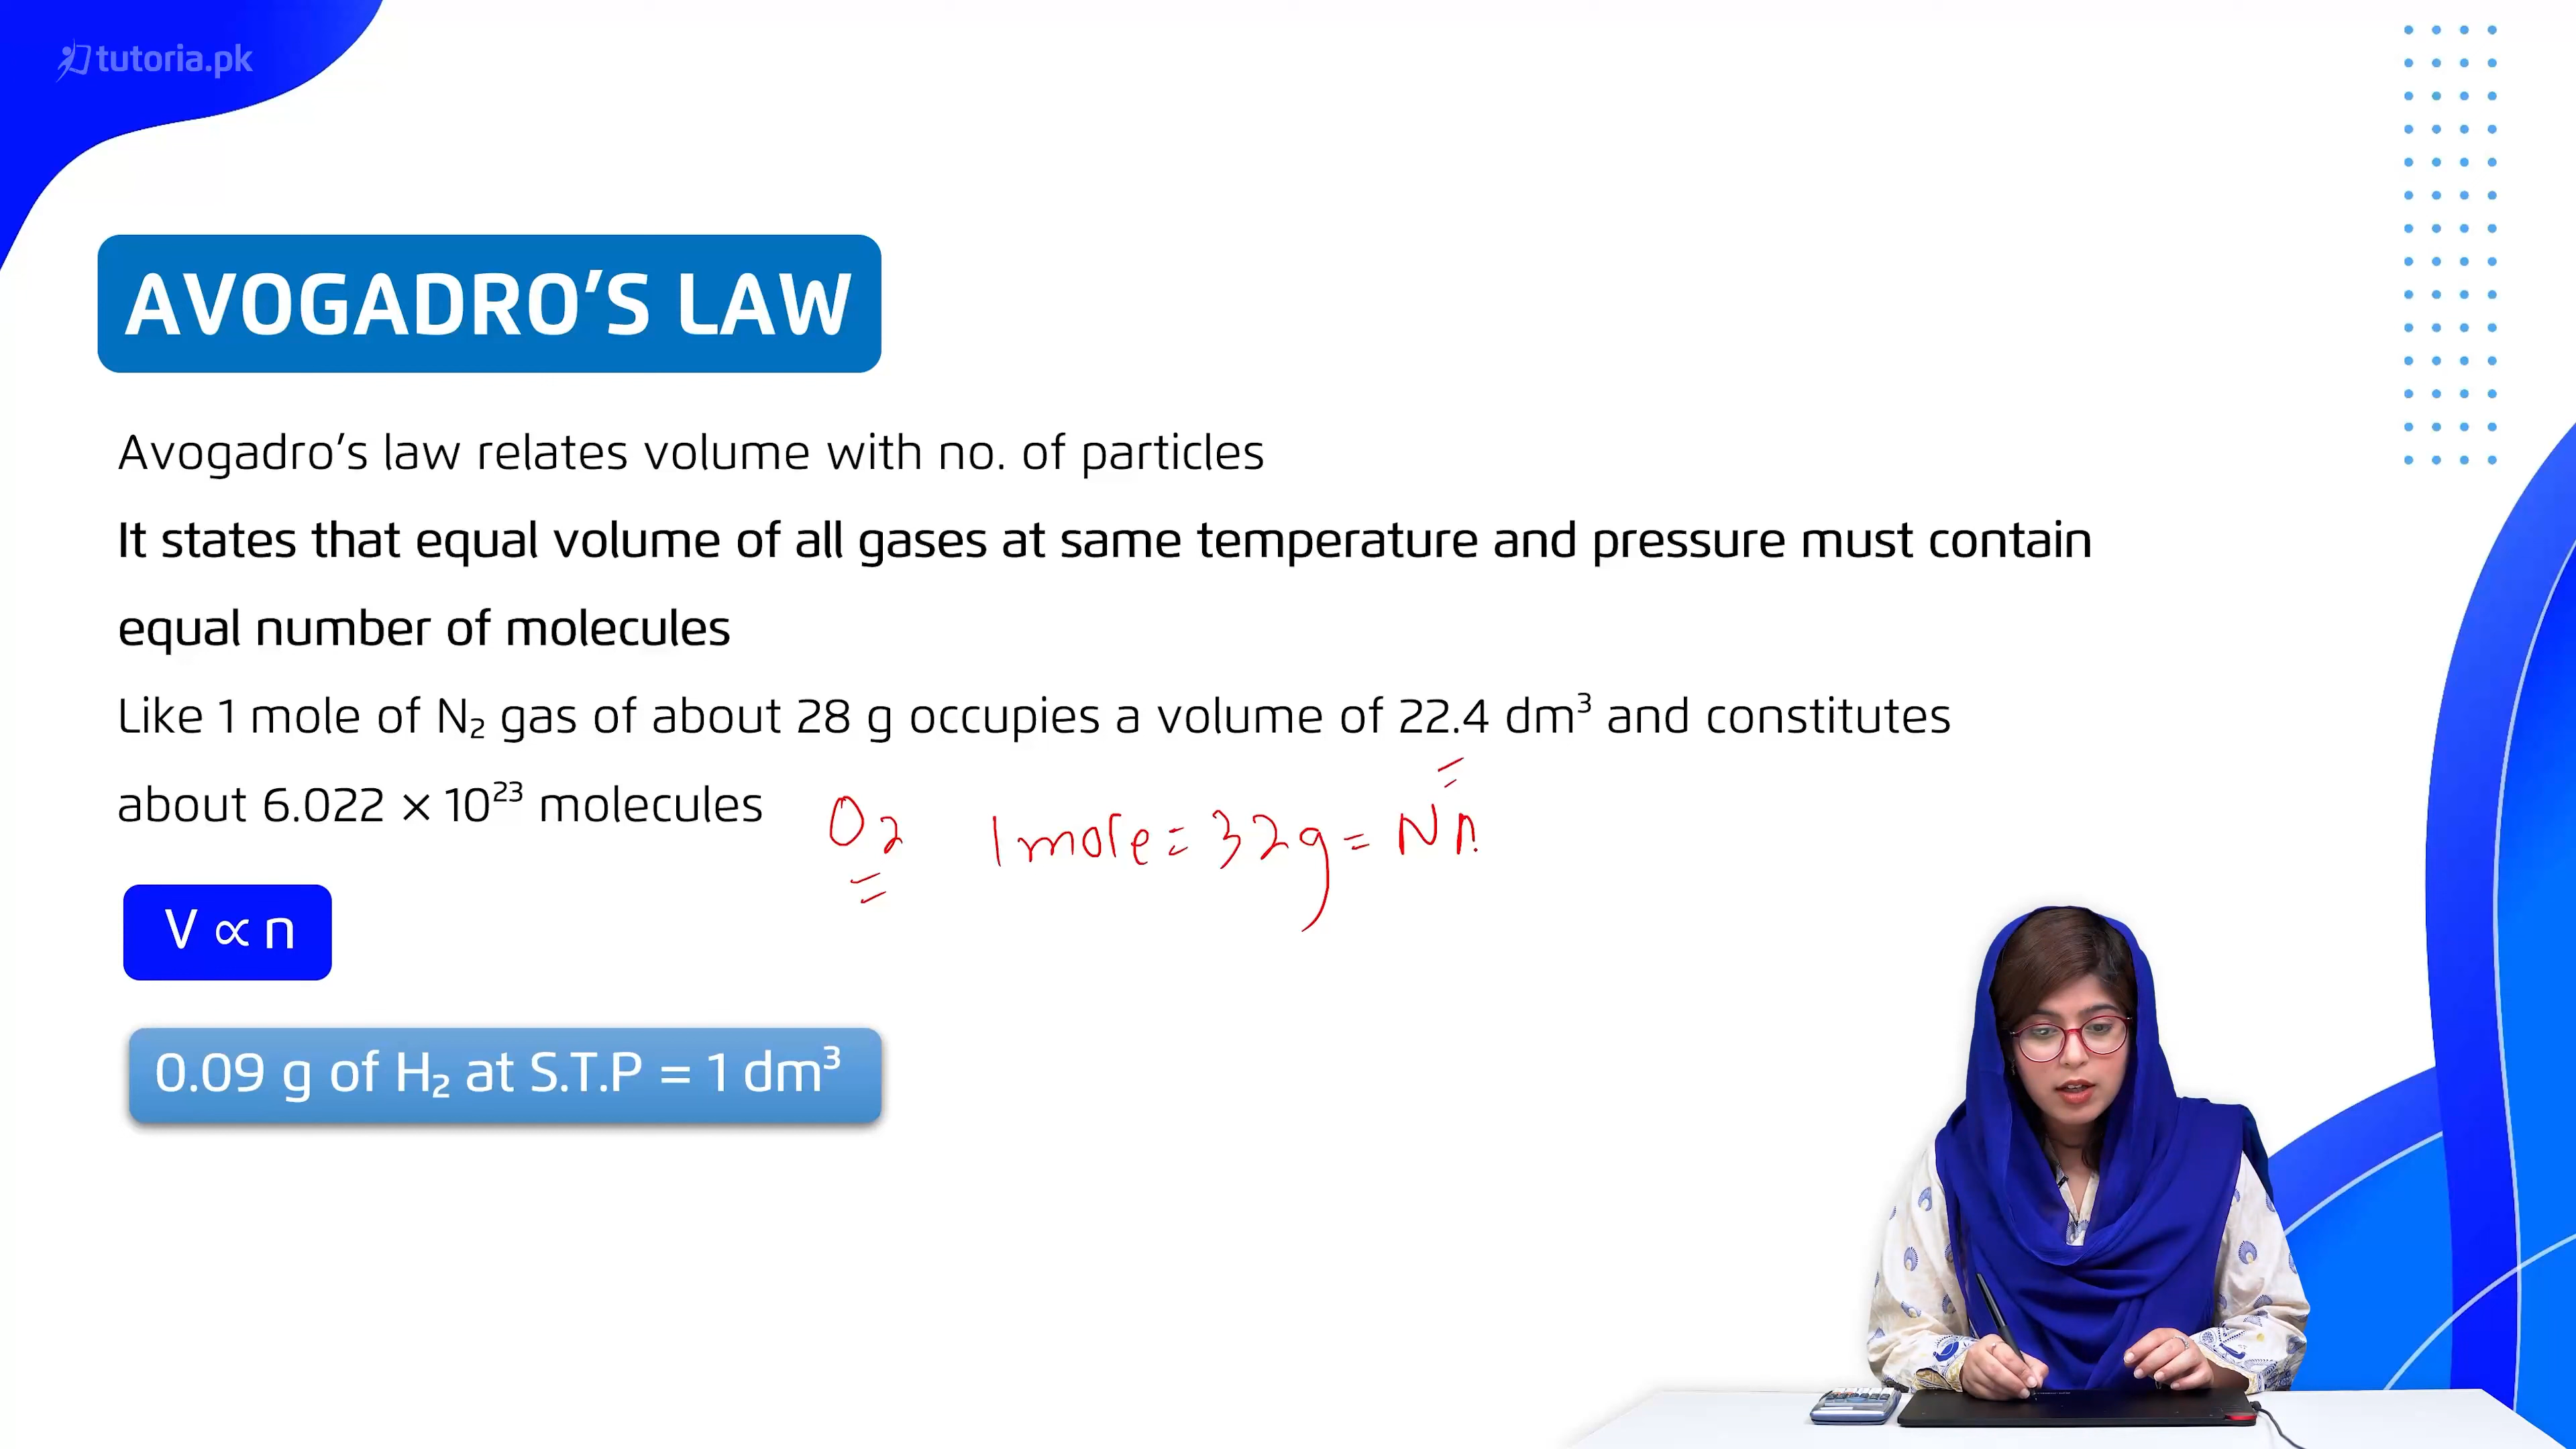 tutoria.pk
AVOGADRO'S LAW
Avogadro's law relates volume with no. of particles
It states that equal volume of all gases at same temperature and pressure must contain
equal number of molecules
Like 1 mole of N₂ gas of about 28 g occupies a volume of 22.4 dm³ and constitutes
about 6.022 × 10²³ molecules
O₂ 1 mole = 32g = N
V ∝ n
0.09 g of H₂ at S.T.P = 1 dm³